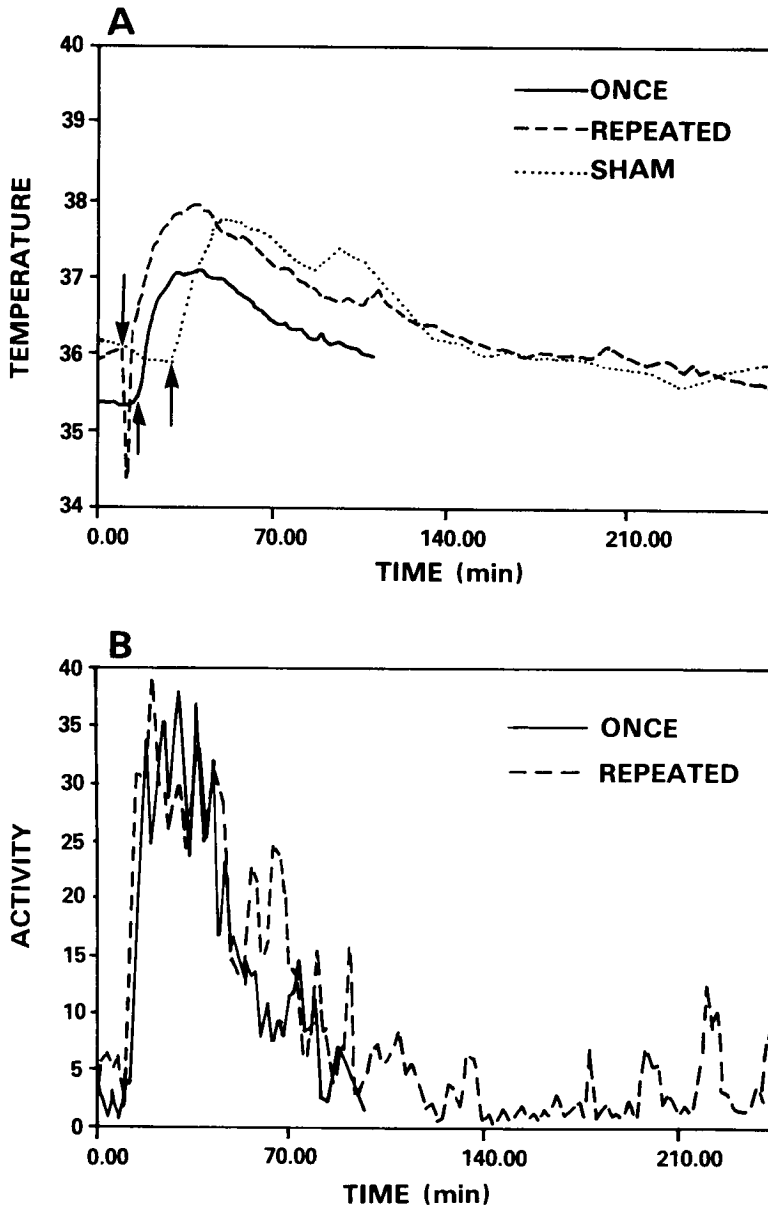 A
40
39
38
37
36
35
34
TEMPERATURE
ONCE
REPEATED
SHAM
0.00 70.00 140.00 210.00
TIME (min)
B
40
35
30
25
20
15
10
5
0
ACTIVITY
ONCE
REPEATED
0.00 70.00 140.00 210.00
TIME (min)